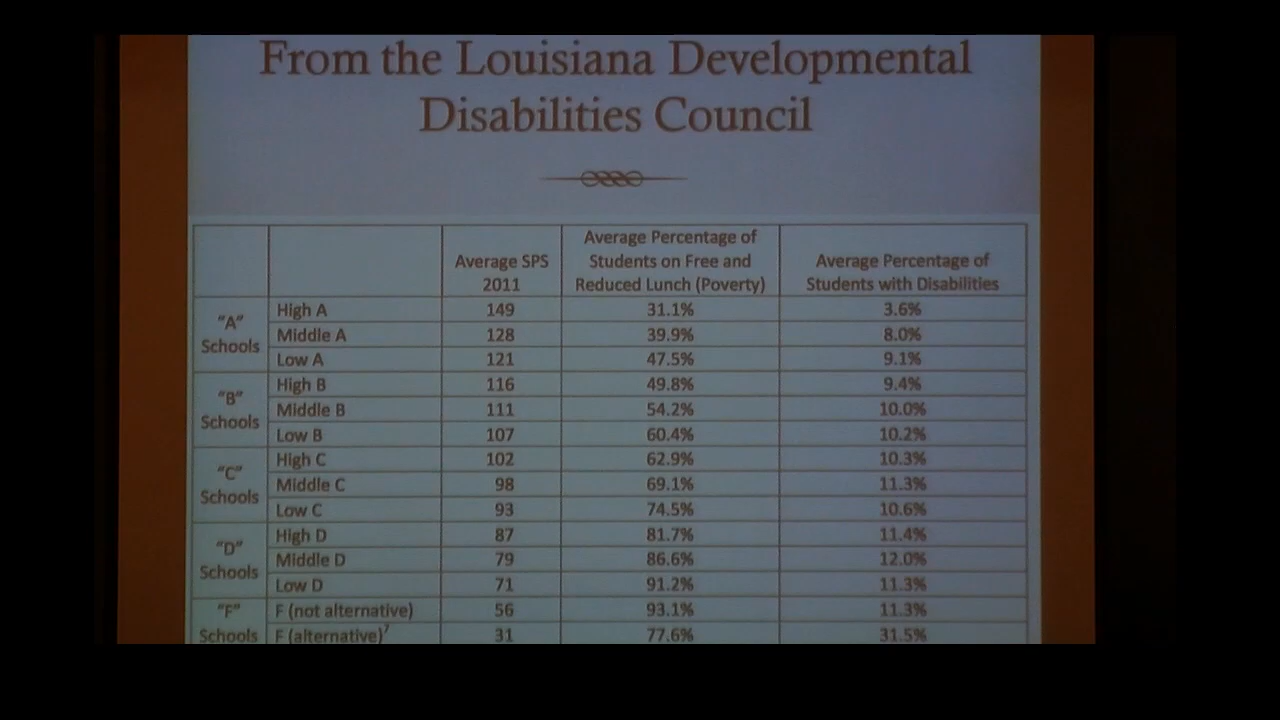 From the Louisiana Developmental
Disabilities Council
Average SPS 2011 Average Percentage of Students on Free and Reduced Lunch (Poverty) Average Percentage of Students with Disabilities
"A" Schools
High A 149 31.1% 3.6%
Middle A 128 39.9% 8.0%
Low A 121 47.5% 9.1%
"B" Schools
High B 116 49.8% 9.4%
Middle B 111 54.2% 10.0%
Low B 107 60.4% 10.2%
"C" Schools
High C 102 62.9% 10.3%
Middle C 98 69.1% 11.3%
Low C 93 74.5% 10.6%
"D" Schools
High D 87 81.7% 11.4%
Middle D 79 86.6% 12.0%
Low D 71 91.2% 11.3%
"F" Schools
F (not alternative) 56 93.1% 11.3%
F (alternative)7 31 77.6% 31.5%